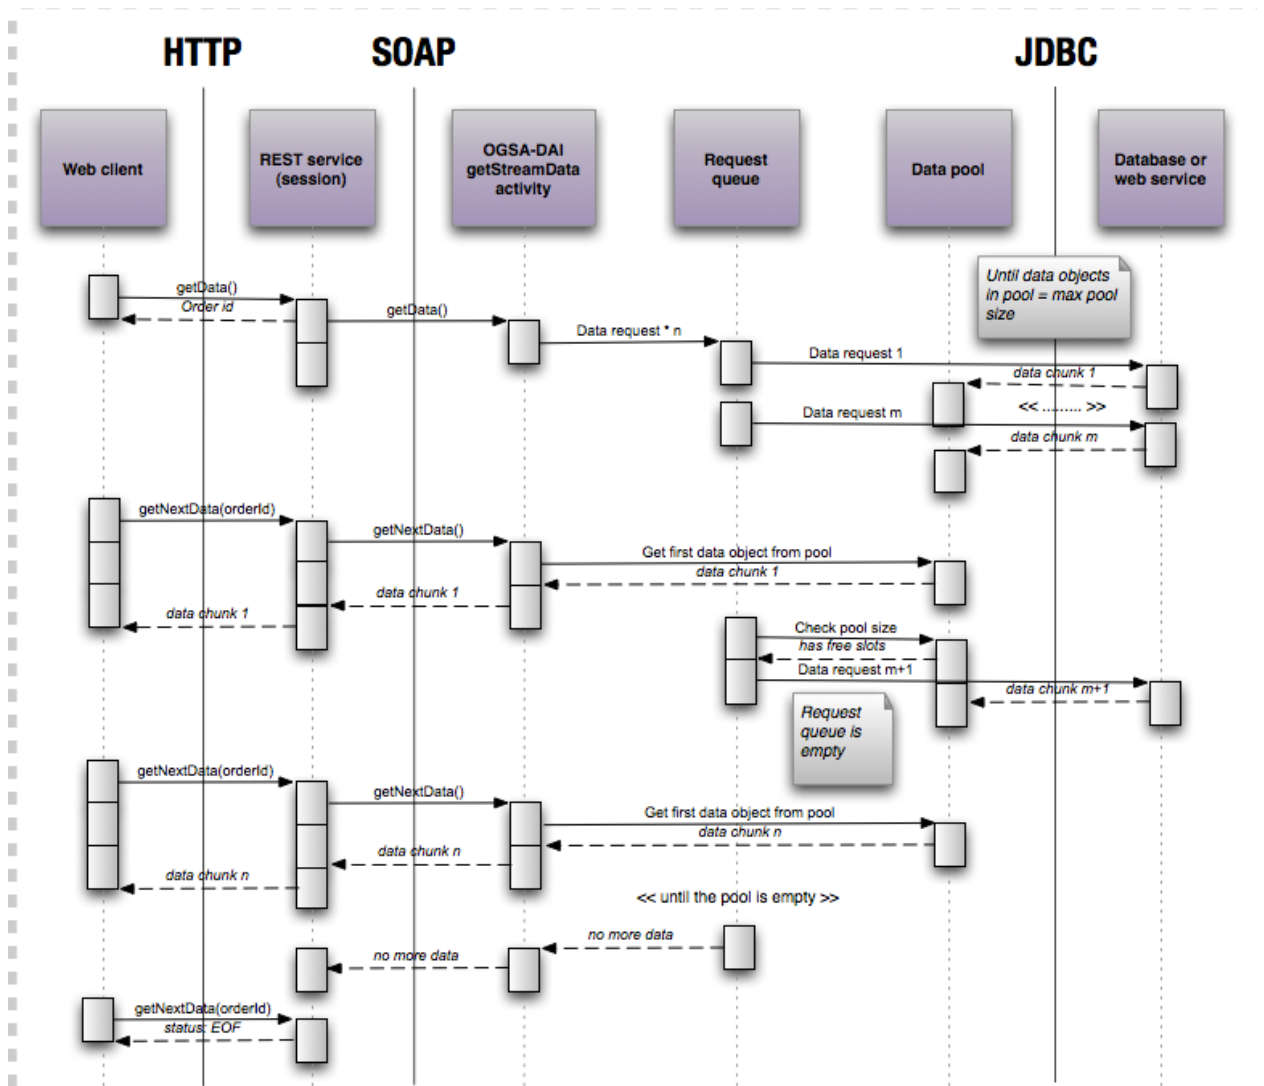 HTTP
SOAP
JDBC
Web client
REST service
(session)
OGSA-DAI
getStreamData
activity
Request
queue
Data pool
Database or
web service
Until data objects
in pool = max pool
size
getData()
Order id
getData()
Data request * n
Data request 1
data chunk 1
<< ......... >>
Data request m
data chunk m
getNextData(orderId)
getNextData()
Get first data object from pool
data chunk 1
data chunk 1
data chunk 1
Check pool size
has free slots
Data request m+1
data chunk m+1
Request
queue is
empty
getNextData(orderId)
getNextData()
Get first data object from pool
data chunk n
data chunk n
data chunk n
<< until the pool is empty >>
no more data
no more data
getNextData(orderId)
status: EOF